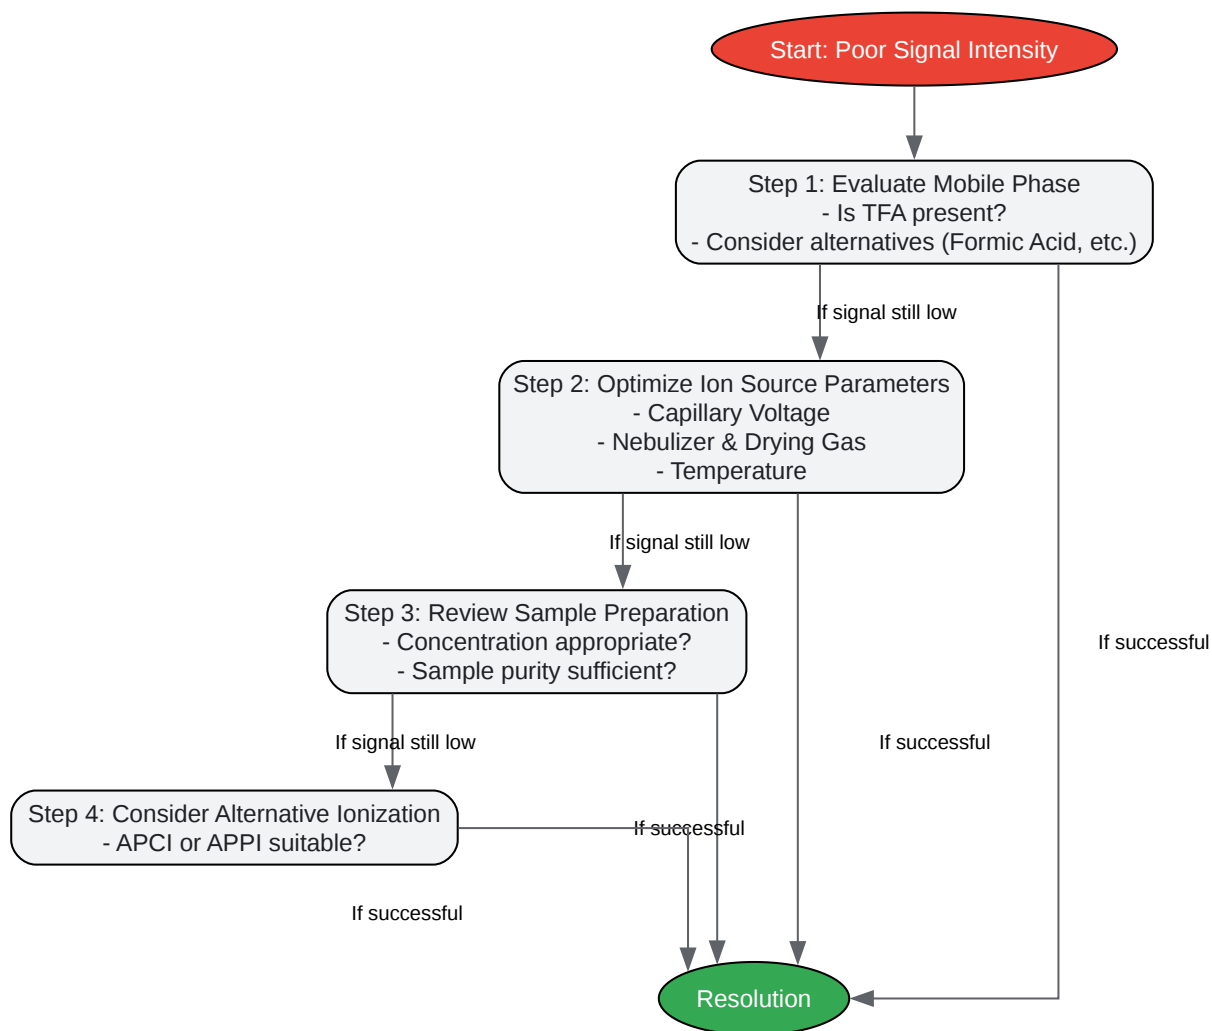 Start: Poor Signal Intensity
Step 1: Evaluate Mobile Phase
- Is TFA present?
- Consider alternatives (Formic Acid, etc.)
If signal still low
Step 2: Optimize Ion Source Parameters
- Capillary Voltage
- Nebulizer & Drying Gas
- Temperature
If signal still low
Step 3: Review Sample Preparation
- Concentration appropriate?
- Sample purity sufficient?
If successful
If signal still low
If successful
Step 4: Consider Alternative Ionization
- APCI or APPI suitable?
If successful
If successful
Resolution